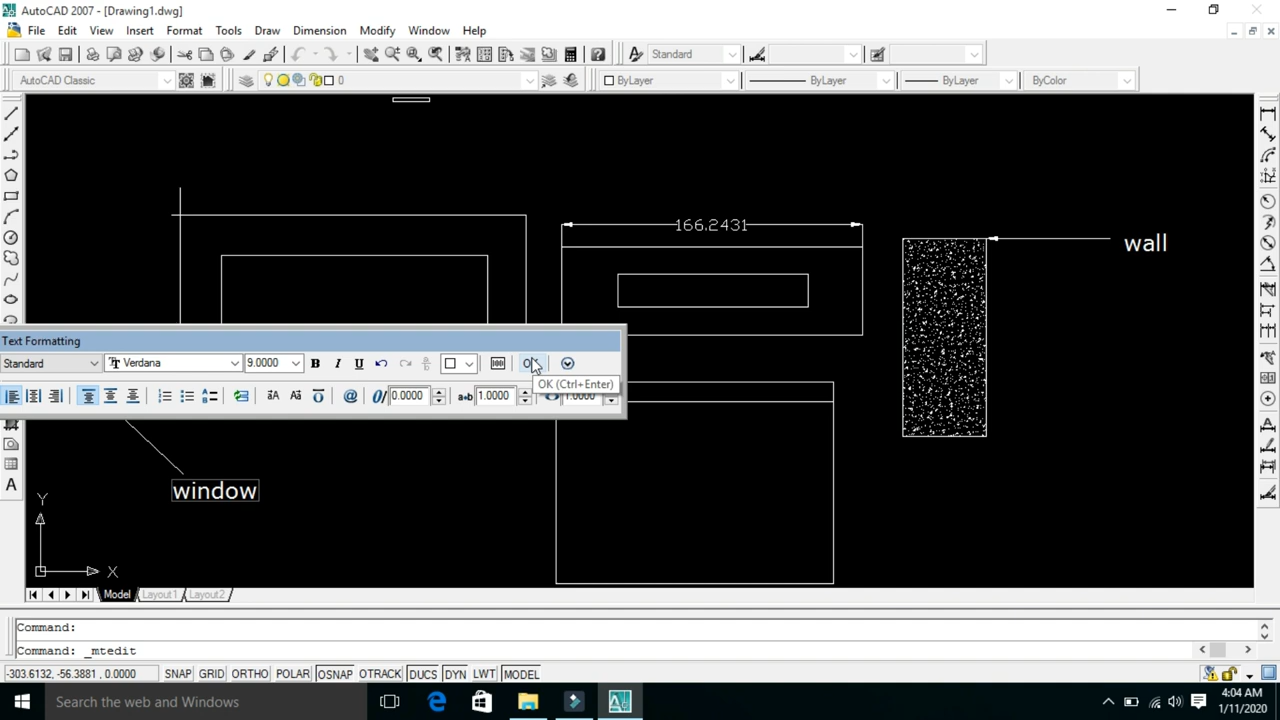 AutoCAD 2007 - [Drawing1.dwg]
File Edit View Insert Format Tools Draw Dimension Modify Window Help
Standard
AutoCAD Classic 0 ByLayer ByLayer ByLayer ByColor
166.2431
wall
Text Formatting
Standard Verdana 9.0000 B I U
OK (Ctrl+Enter)
@ 0/ 0.0000 a+b 1.0000 1.0000
window
Y
X
A
Model Layout1 Layout2
Command:
Command: _mtedit
-303.6132, -56.3881 , 0.0000 SNAP GRID ORTHO POLAR OSNAP OTRACK DUCS DYN LWT MODEL
Search the web and Windows
4:04 AM
1/11/2020